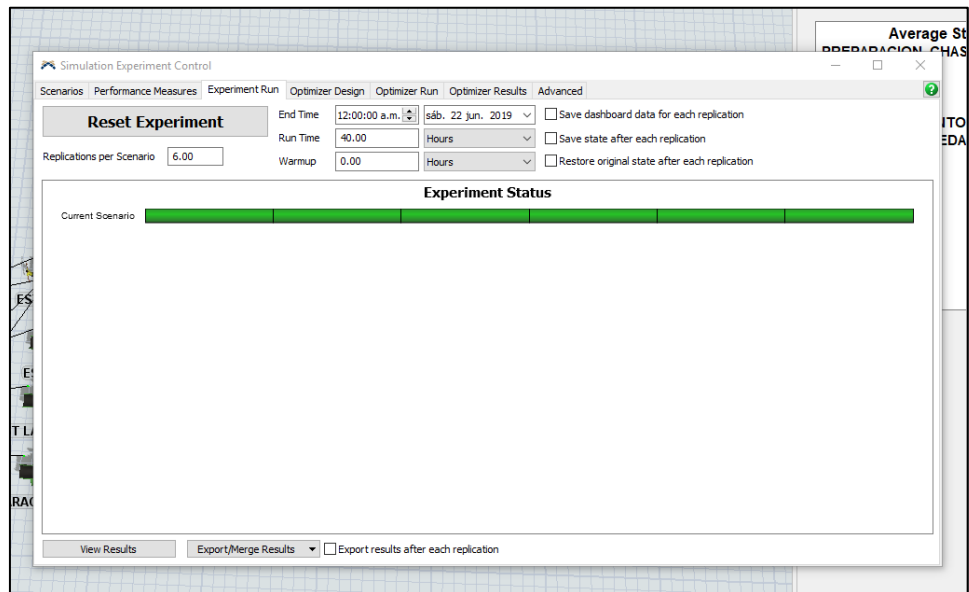 Average St
PREPARACION CHAS
Simulation Experiment Control
Scenarios Performance Measures Experiment Run Optimizer Design Optimizer Run Optimizer Results Advanced
Reset Experiment
End Time 12:00:00 a.m. sáb. 22 jun. 2019 Save dashboard data for each replication
Run Time 40.00 Hours Save state after each replication
Replications per Scenario 6.00
Warmup 0.00 Hours Restore original state after each replication
NTO
EDA
Experiment Status
Current Scenario
ES
ES
T LA
RAC
View Results Export/Merge Results Export results after each replication